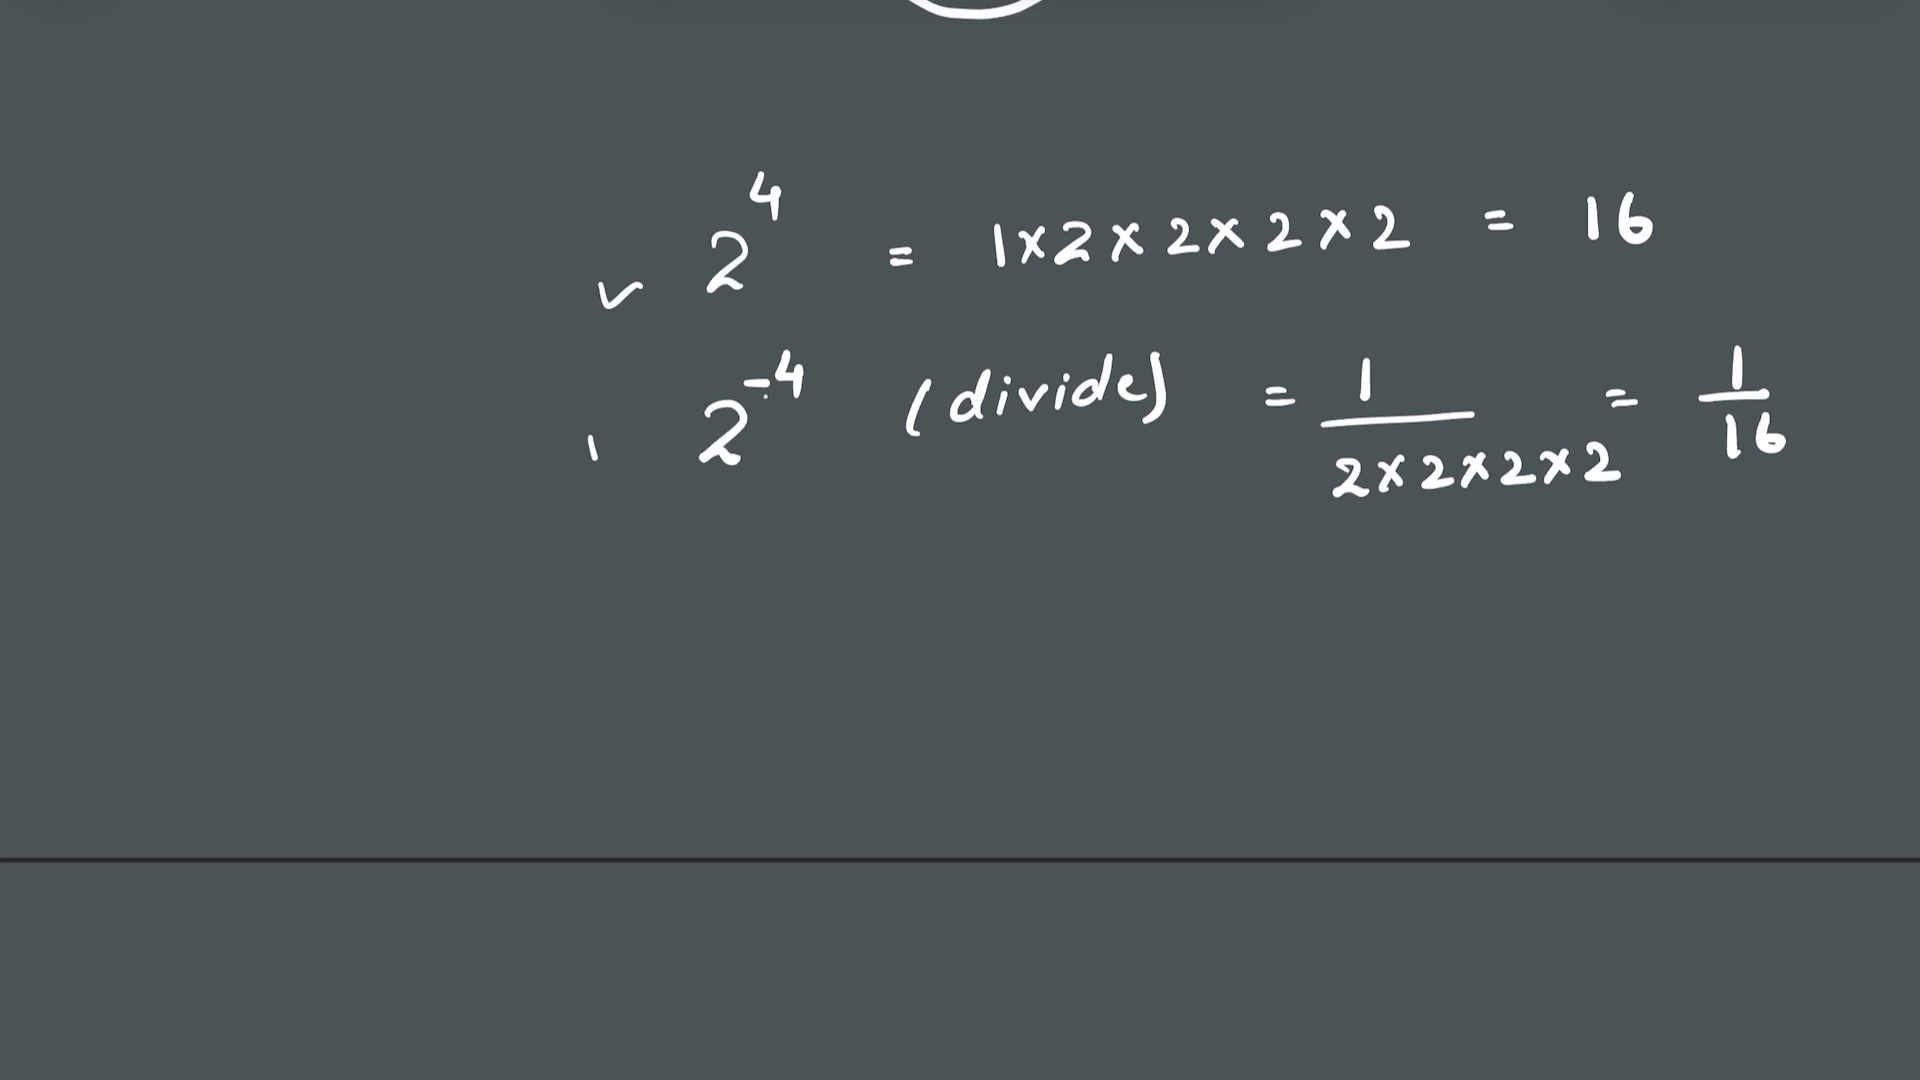 2^4 = 1×2×2×2×2 = 16
2^-4 (divide) = 1/(2×2×2×2) = 1/16